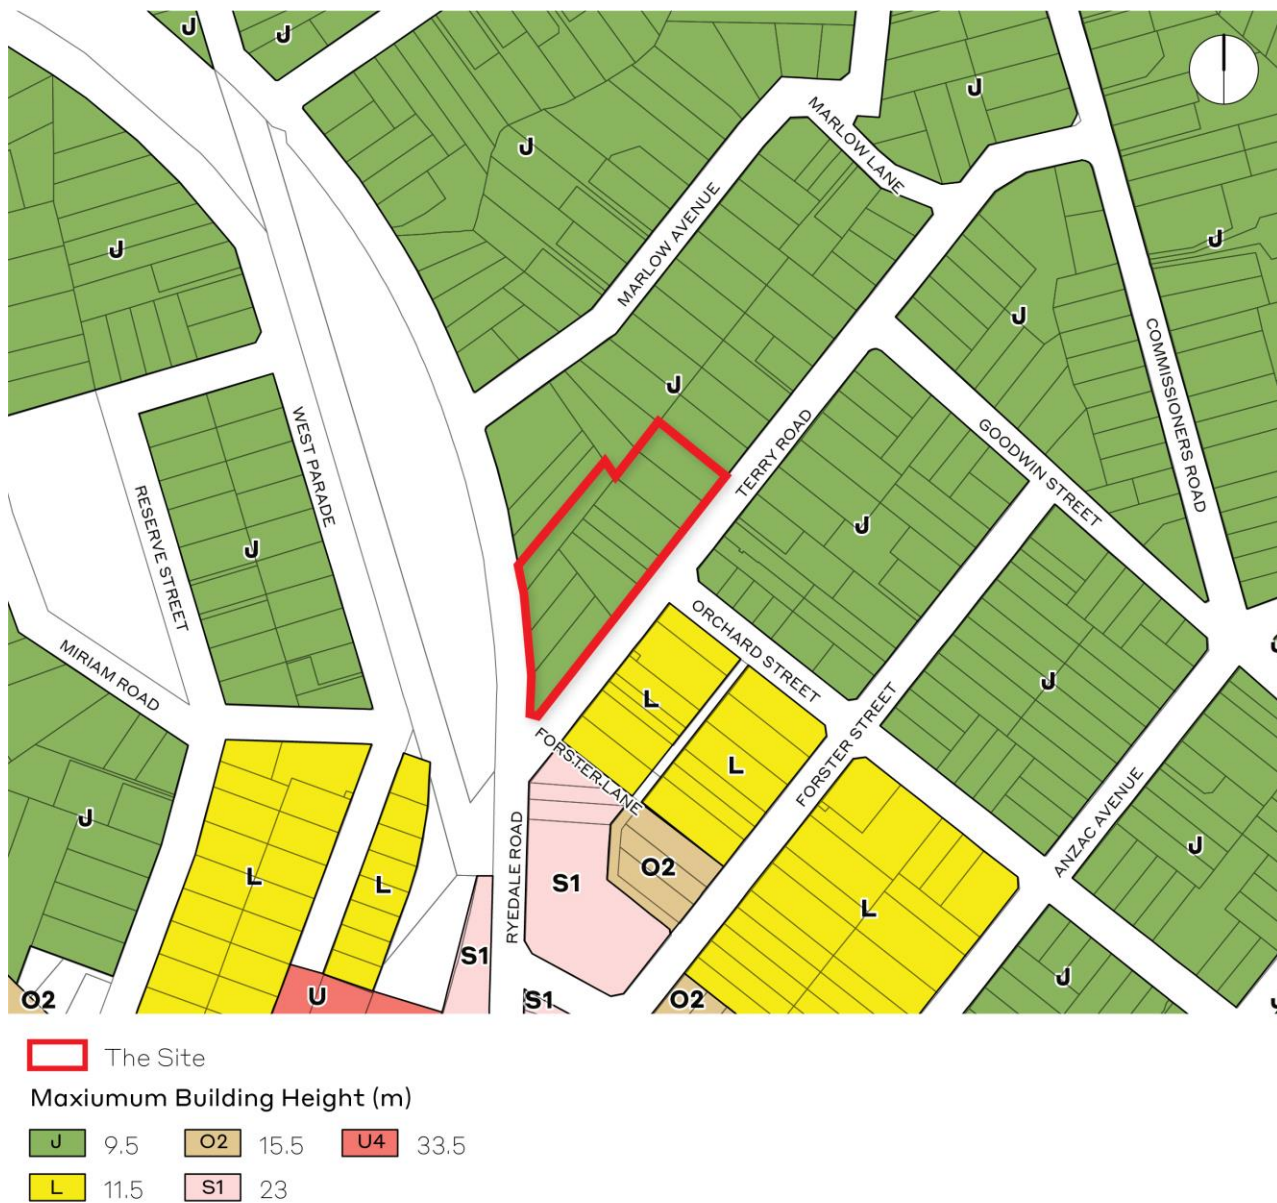 J
J
J
MARLOW LANE
J
J
MARLOW AVENUE
J
J
J
COMMISSIONERS ROAD
J
WEST PARADE
TERRY ROAD
GOODWIN STREET
RESERVE STREET
J
J
MIRIAM ROAD
ORCHARD STREET
J
J
L
FORSTER LANE
L
FORSTER STREET
J
RYEDALE ROAD
ANZAC AVENUE
J
L
L
S1
O2
L
S1
J
O2
U
S1
O2
J
The Site
Maxiumum Building Height (m)
J 9.5 O2 15.5 U4 33.5
L 11.5 S1 23